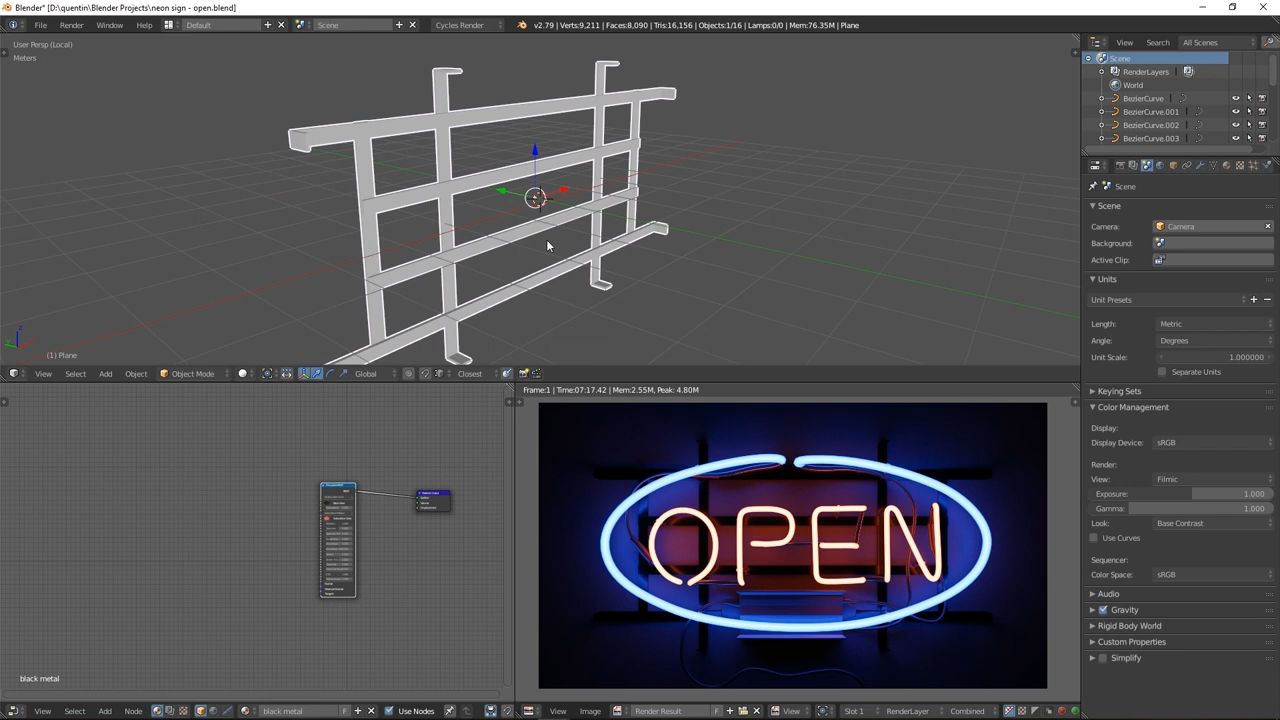 Blender* [D:\quentin\Blender Projects\neon sign - open.blend]
File Render Window Help Default Scene Cycles Render v2.79 | Verts:9,211 | Faces:8,090 | Tris:16,156 | Objects:1/16 | Lamps:0/0 | Mem:76.35M | Plane
User Persp (Local)
Meters
(1) Plane
View Select Add Object Object Mode Global Closest
View Search All Scenes
Scene
RenderLayers
World
BezierCurve
BezierCurve.001
BezierCurve.002
BezierCurve.003
Scene
Scene
Camera: Camera
Background:
Active Clip:
Units
Unit Presets
Length: Metric
Angle: Degrees
Unit Scale: 1.000000
Separate Units
Keying Sets
Color Management
Display:
Display Device: sRGB
Render:
View: Filmic
Exposure: 1.000
Gamma: 1.000
Look: Base Contrast
Use Curves
Sequencer:
Color Space: sRGB
Audio
Gravity
Rigid Body World
Custom Properties
Simplify
Frame:1 | Time:07:17.42 | Mem:2.55M, Peak: 4.80M
OPEN
black metal
View Select Add Node black metal F Use Nodes
View Image Render Result F View Slot 1 RenderLayer Combined